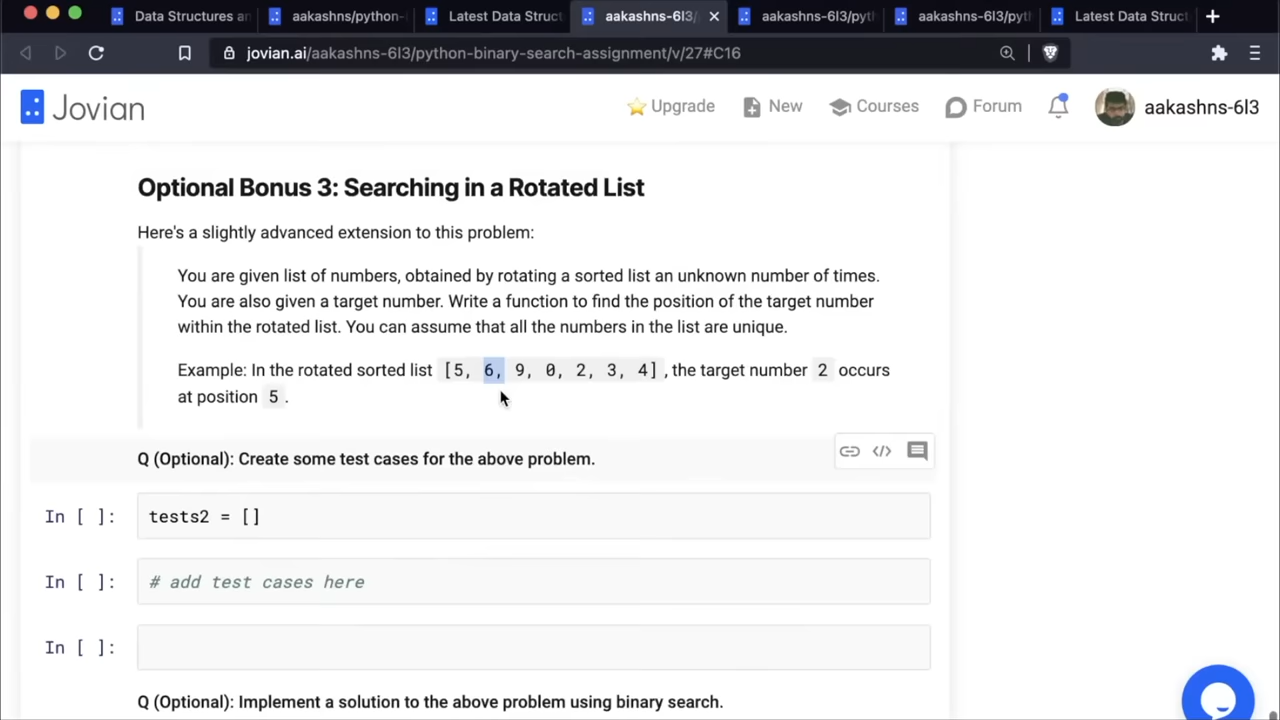 Data Structures an
aakashns/python-
Latest Data Struct
aakashns-6l3/
aakashns-6l3/pyt
aakashns-6l3/pyt
Latest Data Struct
jovian.ai/aakashns-6l3/python-binary-search-assignment/v/27#C16
Jovian
Upgrade
New
Courses
Forum
aakashns-6l3
Optional Bonus 3: Searching in a Rotated List
Here's a slightly advanced extension to this problem:
You are given list of numbers, obtained by rotating a sorted list an unknown number of times.
You are also given a target number. Write a function to find the position of the target number
within the rotated list. You can assume that all the numbers in the list are unique.
Example: In the rotated sorted list [5, 6, 9, 0, 2, 3, 4], the target number 2 occurs
at position 5.
Q (Optional): Create some test cases for the above problem.
In [ ]: tests2 = []
In [ ]: # add test cases here
In [ ]:
Q (Optional): Implement a solution to the above problem using binary search.